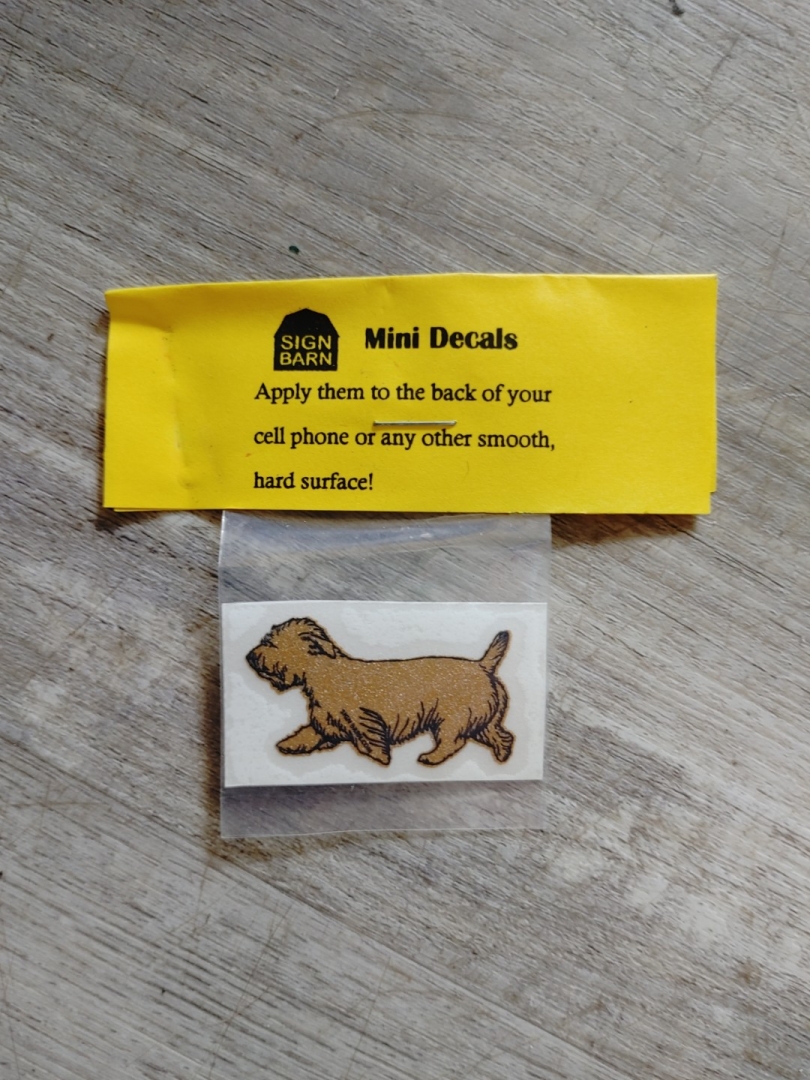 SIGN
BARN
Mini Decals
Apply them to the back of your
cell phone or any other smooth,
hard surface!